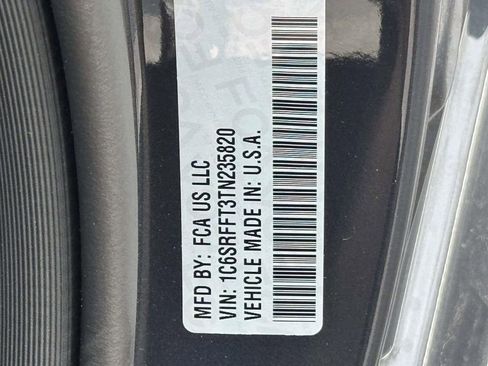 MFD BY: FCA US LLC
VIN: 1C6SRFFT3TN235820
VEHICLE MADE IN: U.S.A.